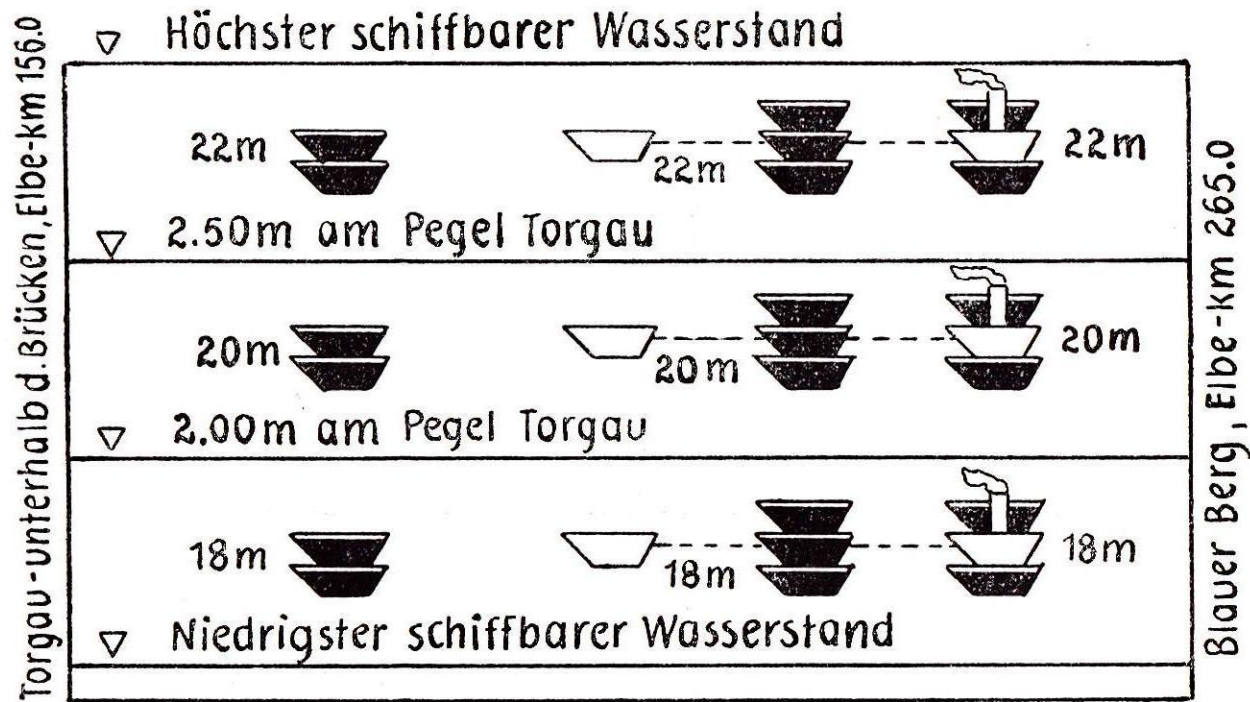 Torgau-unterhalb d. Brücken, Elbe-km 156.0
▽ Höchster schiffbarer Wasserstand
22m
22m
22m
▽ 2.50m am Pegel Torgau
20m
20m
20m
▽ 2.00m am Pegel Torgau
18m
18m
18m
▽ Niedrigster schiffbarer Wasserstand
Blauer Berg, Elbe-km 265.0